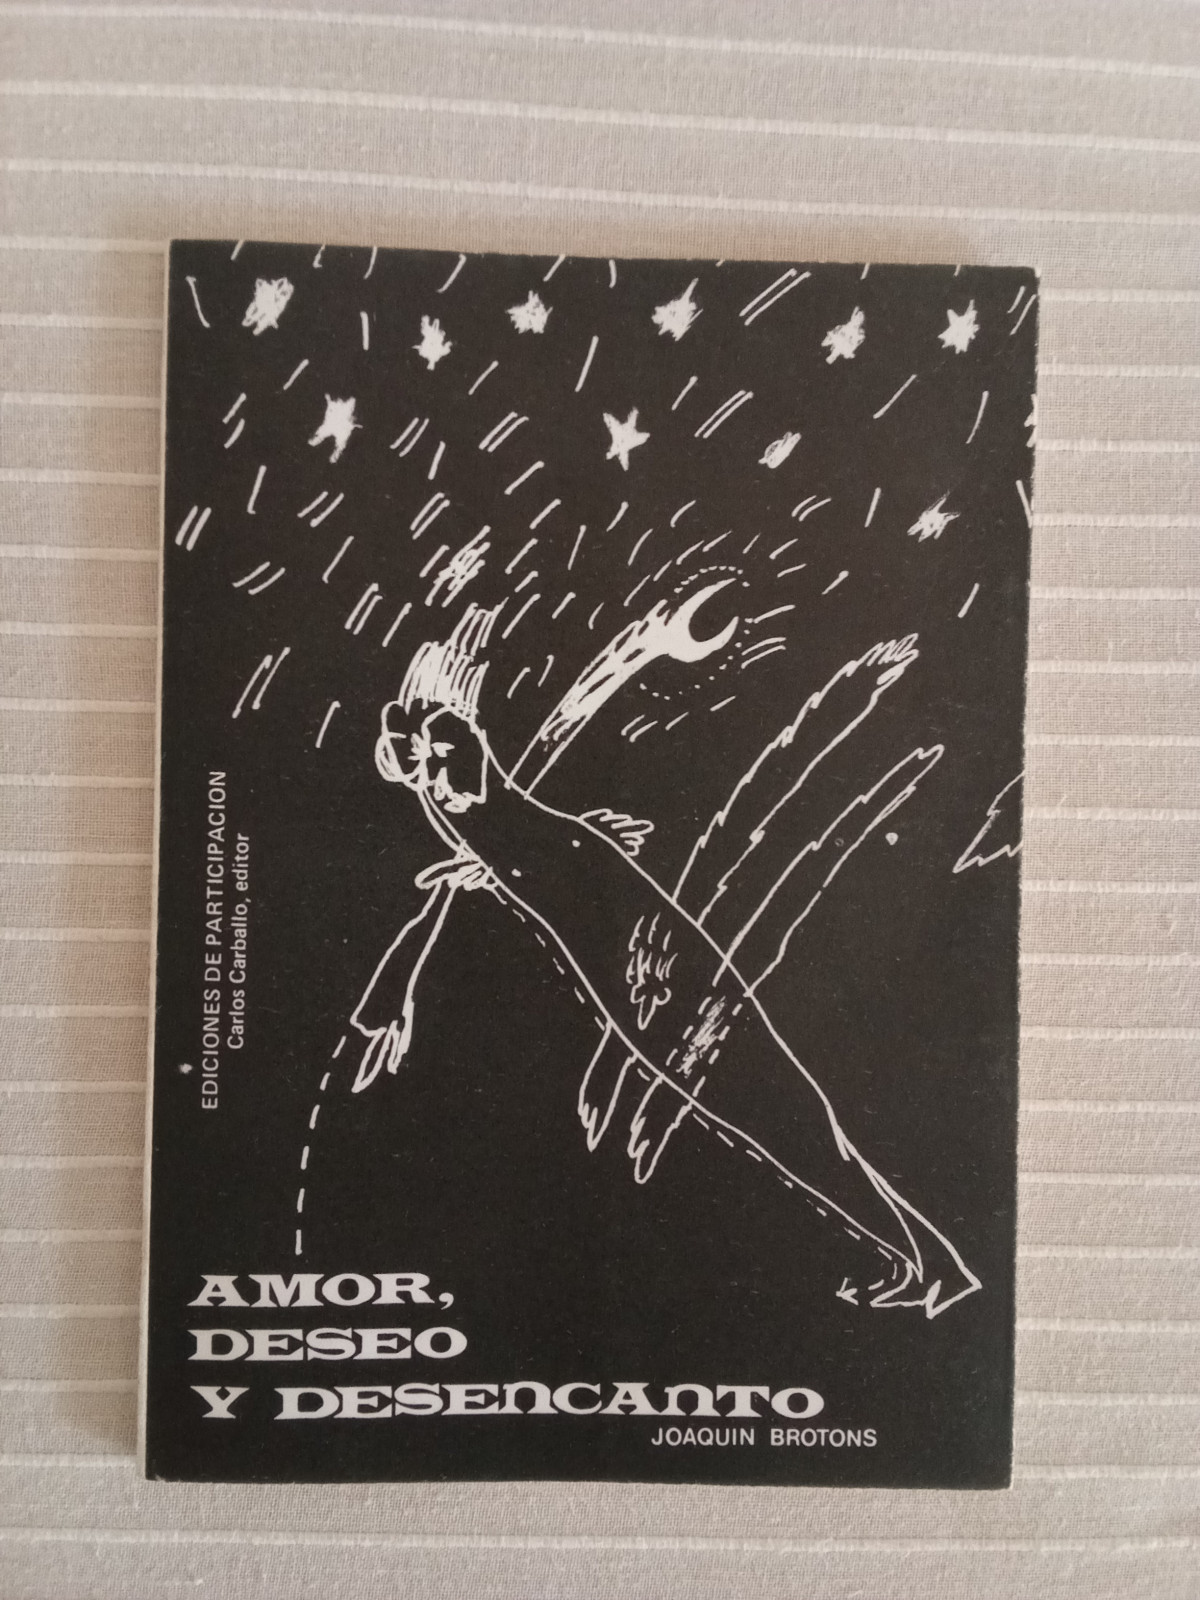 EDICIONES DE PARTICIPACION
Carlos Carballo, editor
AMOR,
DESEO
Y DESENCANTO
JOAQUIN BROTONS